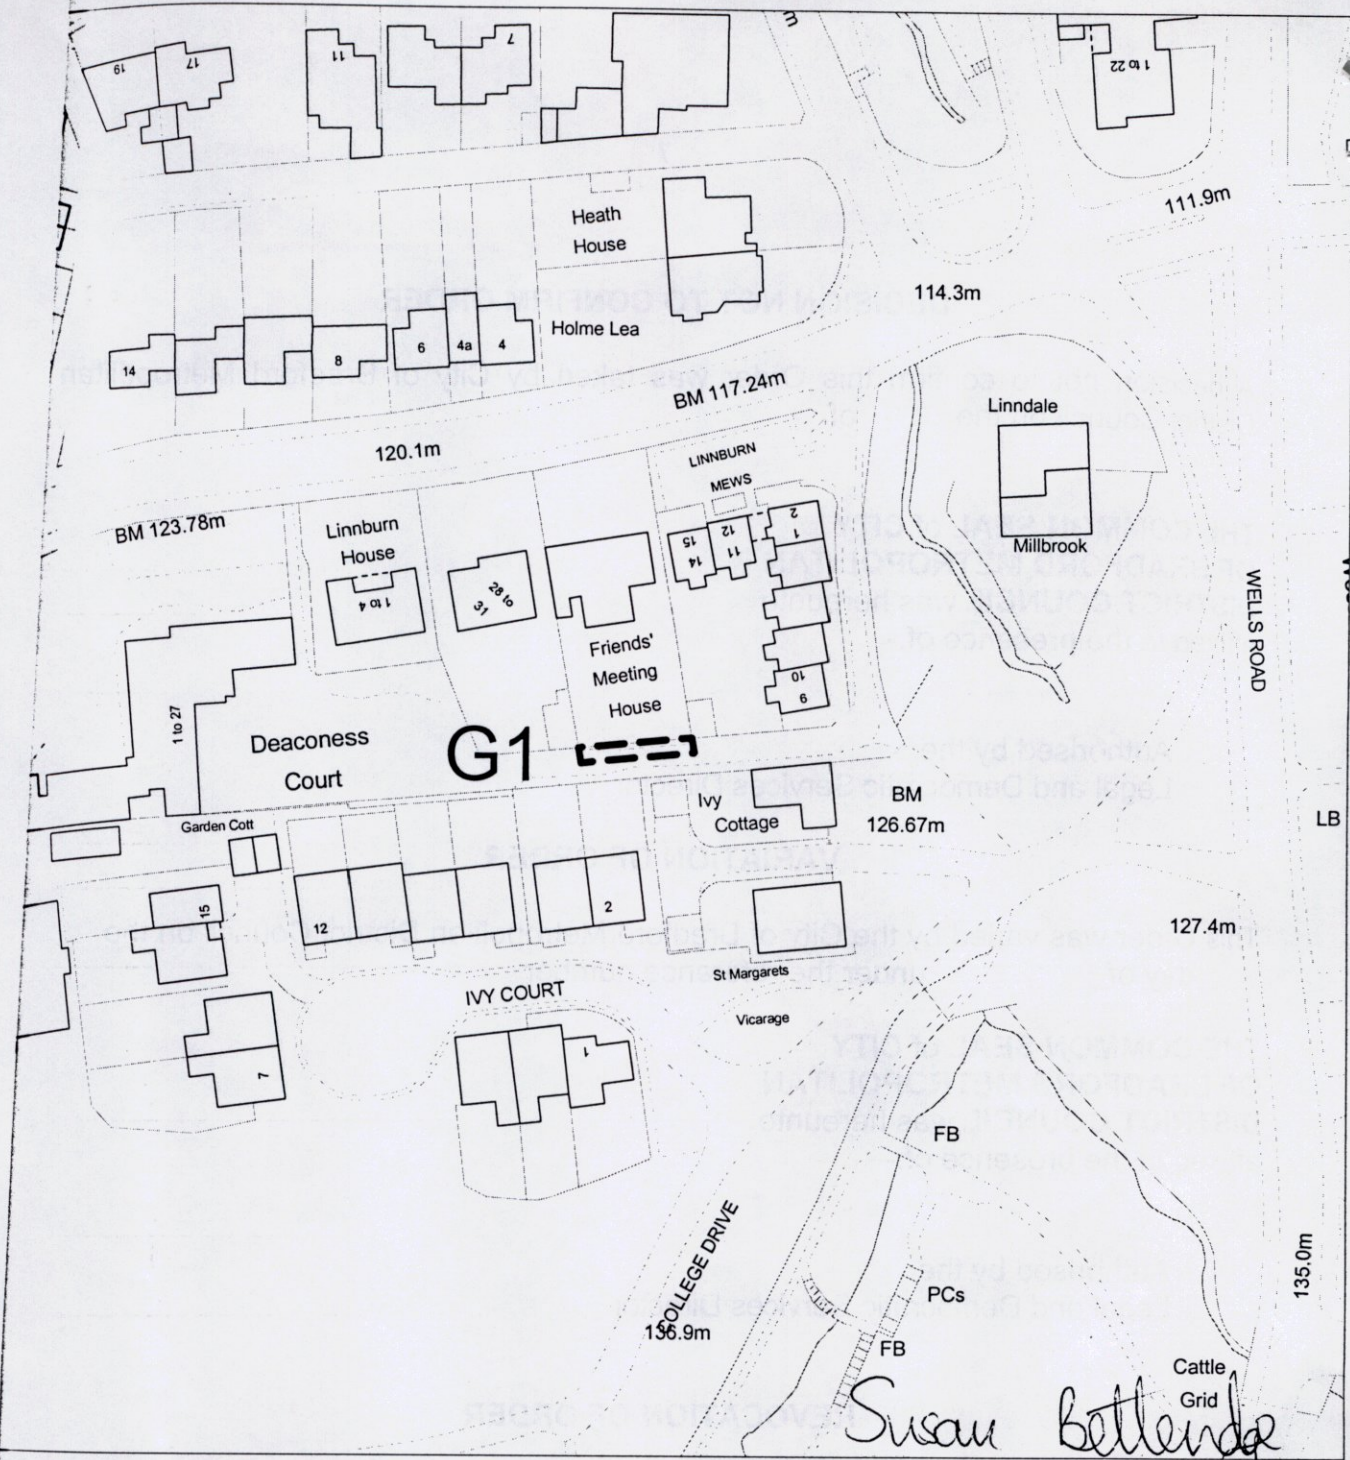 19
17
11
7
1 to 22
m
111.9m
Heath
House
114.3m
Holme Lea
14
8
6
4a
4
BM 117.24m
Linndale
120.1m
LINNBURN
MEWS
BM 123.78m
Linnburn
House
1 to 4
28 to
31
15
14
12
11
2
1
Millbrook
WELLS ROAD
Friends'
Meeting
House
10
9
1 to 27
Deaconess
Court
G1
Ivy
Cottage
BM
126.67m
LB
Garden Cott
15
12
2
127.4m
St Margarets
IVY COURT
Vicarage
7
1
FB
COLLEGE DRIVE
136.9m
PCs
135.0m
FB
Cattle
Grid
Susan